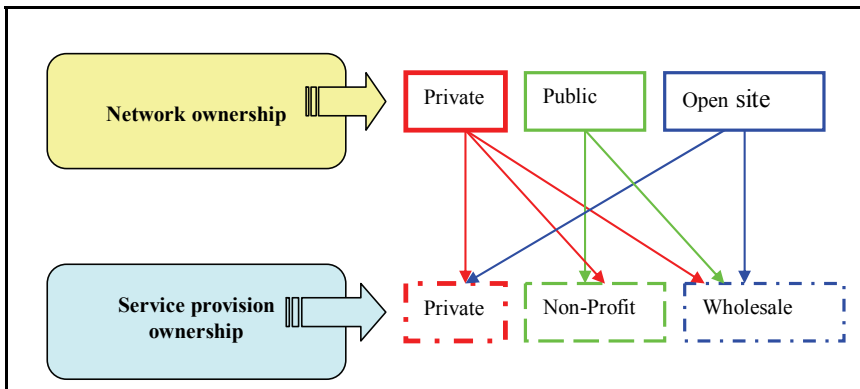 Network ownership
Private
Public
Open site
Service provision
ownership
Private
Non-Profit
Wholesale